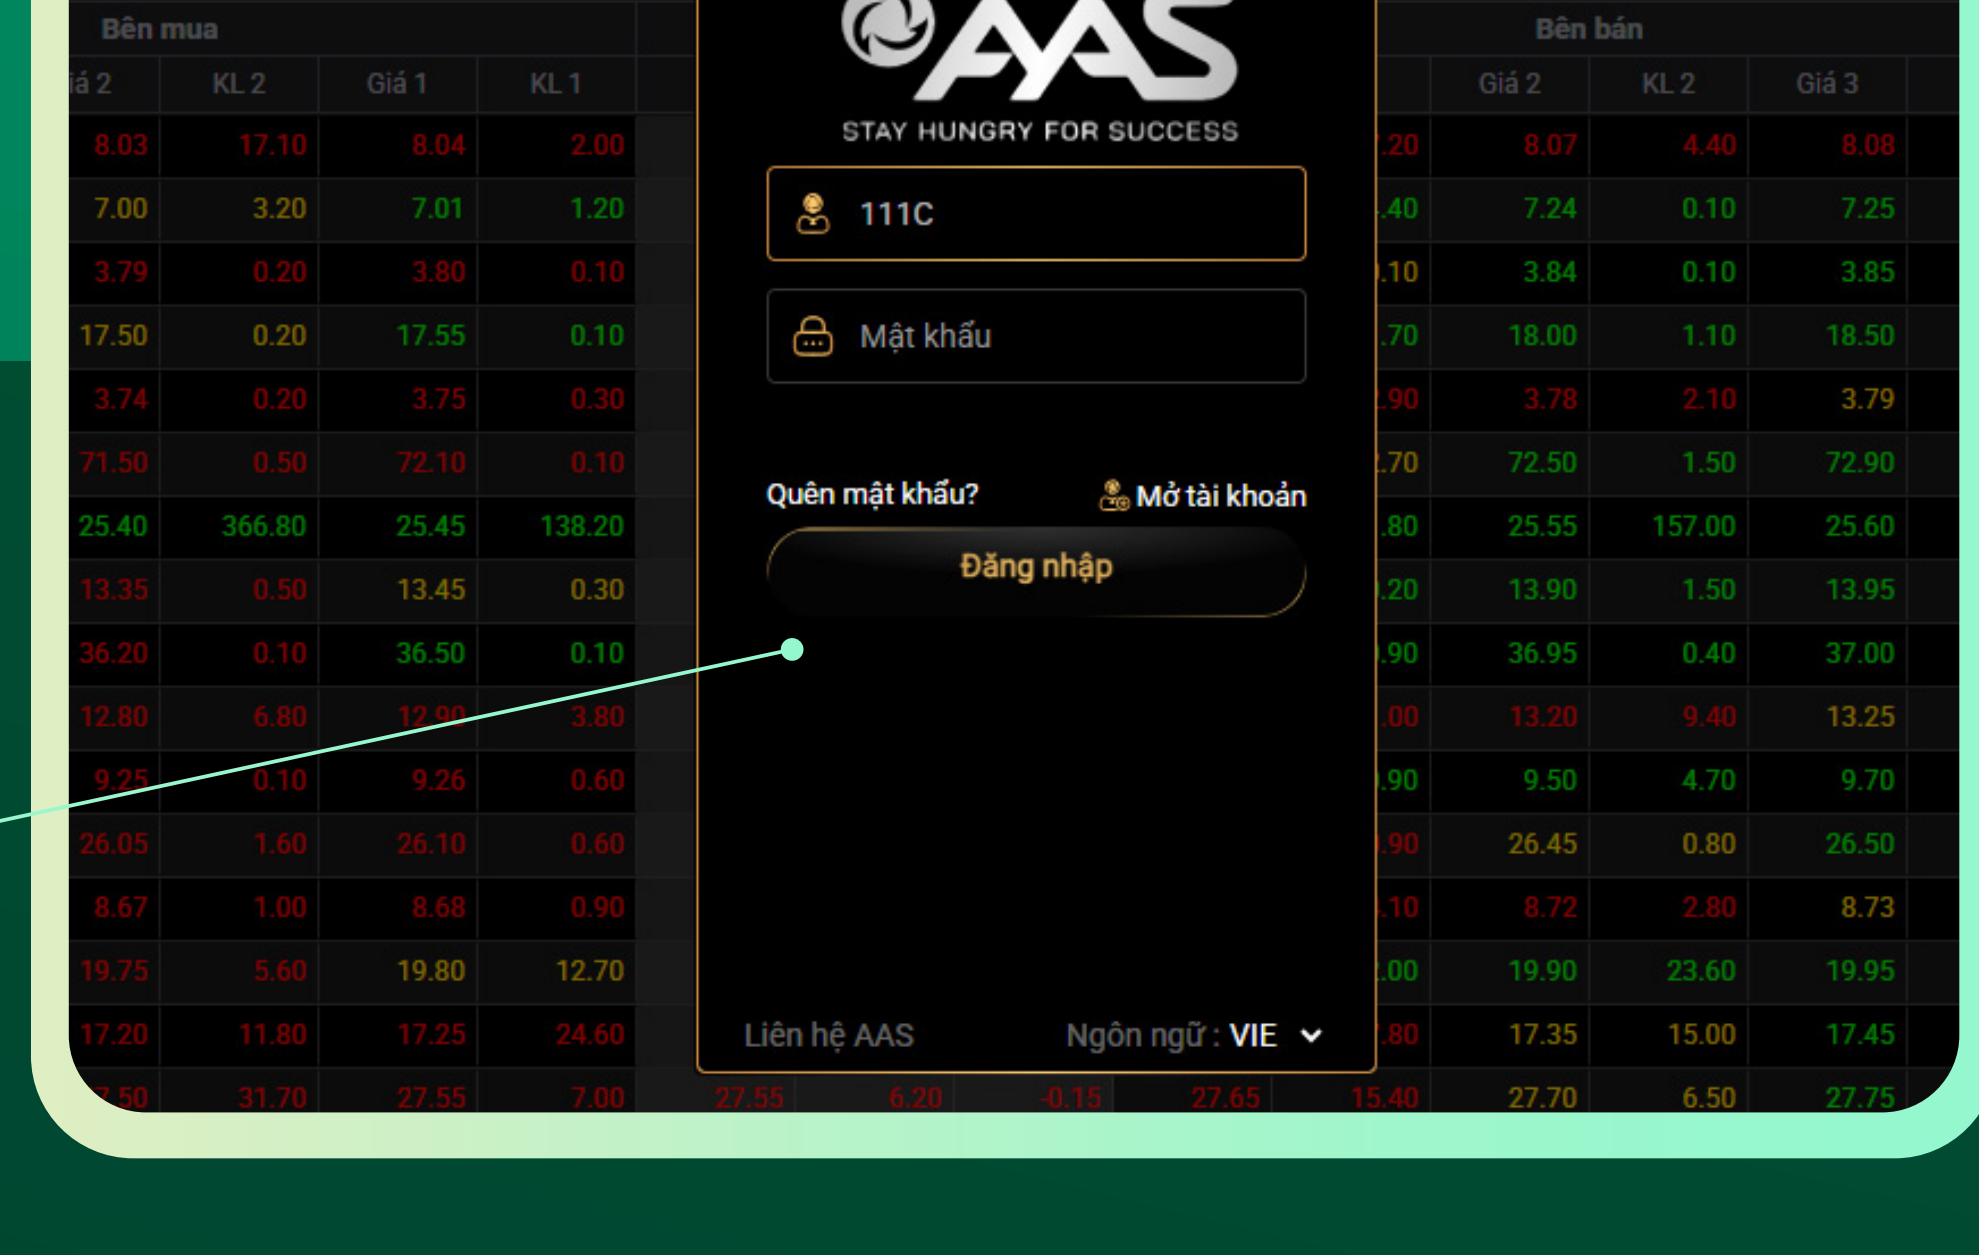 Bên mua
Bên bán
KL 2 Giá 1 KL 1 Giá 2 KL 2 Giá 3
AAS
STAY HUNGRY FOR SUCCESS
8.03 17.10 8.04 2.00 8.07 4.40 8.08
7.00 3.20 7.01 1.20 7.24 0.10 7.25
111C
3.79 0.20 3.80 0.10 3.84 0.10 3.85
17.50 0.20 17.55 0.10 18.00 1.10 18.50
Mật khẩu
3.74 0.20 3.75 0.30 3.78 2.10 3.79
71.50 0.50 72.10 0.10 72.50 1.50 72.90
Quên mật khẩu? Mở tài khoản
25.40 366.80 25.45 138.20 25.55 157.00 25.60
Đăng nhập
13.35 0.50 13.45 0.30 13.90 1.50 13.95
36.20 0.10 36.50 0.10 36.95 0.40 37.00
12.80 6.80 12.90 3.80 13.20 9.40 13.25
9.25 0.10 9.26 0.60 9.50 4.70 9.70
26.05 1.60 26.10 0.60 26.45 0.80 26.50
8.67 1.00 8.68 0.90 8.72 2.80 8.73
19.75 5.60 19.80 12.70 19.90 23.60 19.95
17.20 11.80 17.25 24.60 17.35 15.00 17.45
Liên hệ AAS Ngôn ngữ : VIE
31.70 27.55 7.00 27.55 6.20 -0.15 27.65 15.40 27.70 6.50 27.75